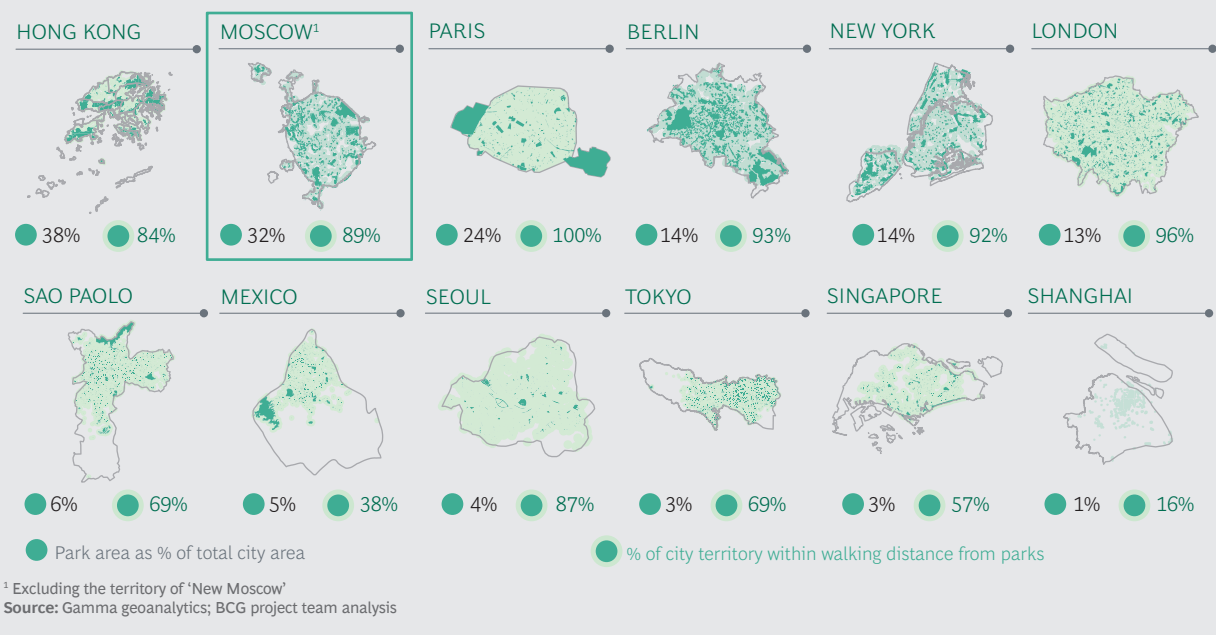 HONG KONG
MOSCOW¹
PARIS
BERLIN
NEW YORK
LONDON
38% 84%
32% 89%
24% 100%
14% 93%
14% 92%
13% 96%
SAO PAOLO
MEXICO
SEOUL
TOKYO
SINGAPORE
SHANGHAI
6% 69%
5% 38%
4% 87%
3% 69%
3% 57%
1% 16%
Park area as % of total city area
% of city territory within walking distance from parks
¹ Excluding the territory of ‘New Moscow’
Source: Gamma geoanalytics; BCG project team analysis